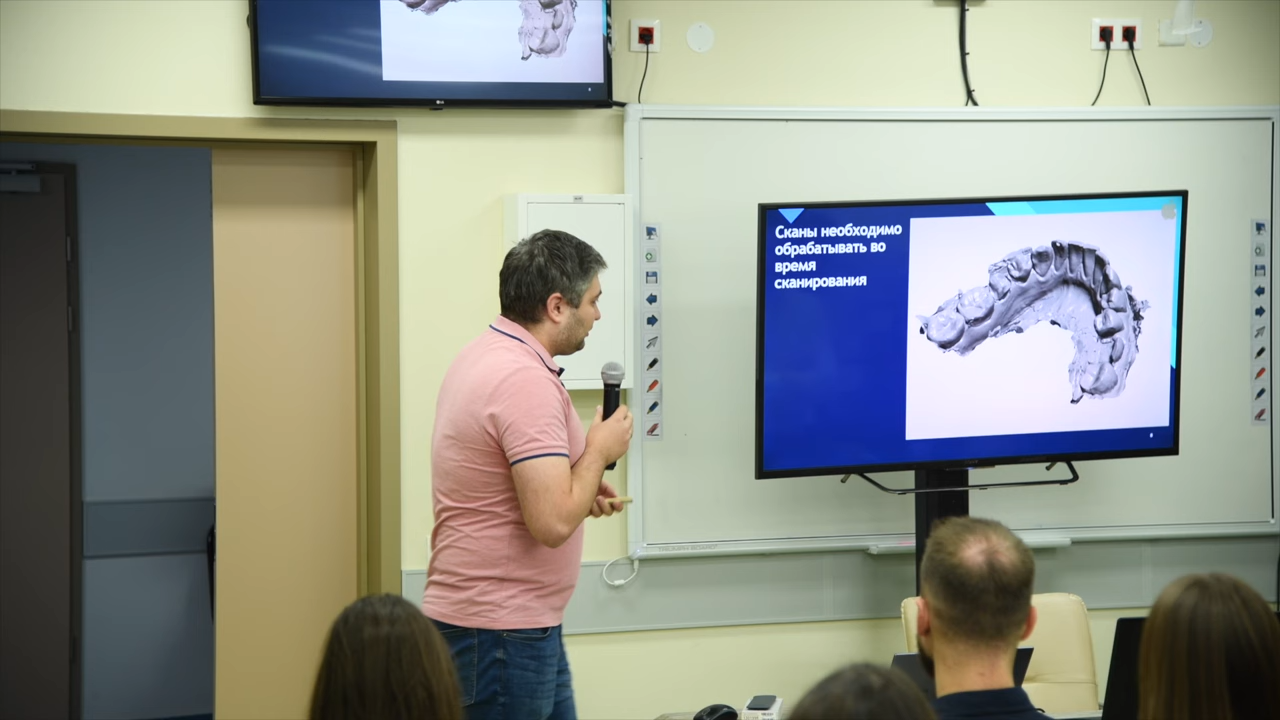 Сканы необходимо
обрабатывать во
время
сканирования